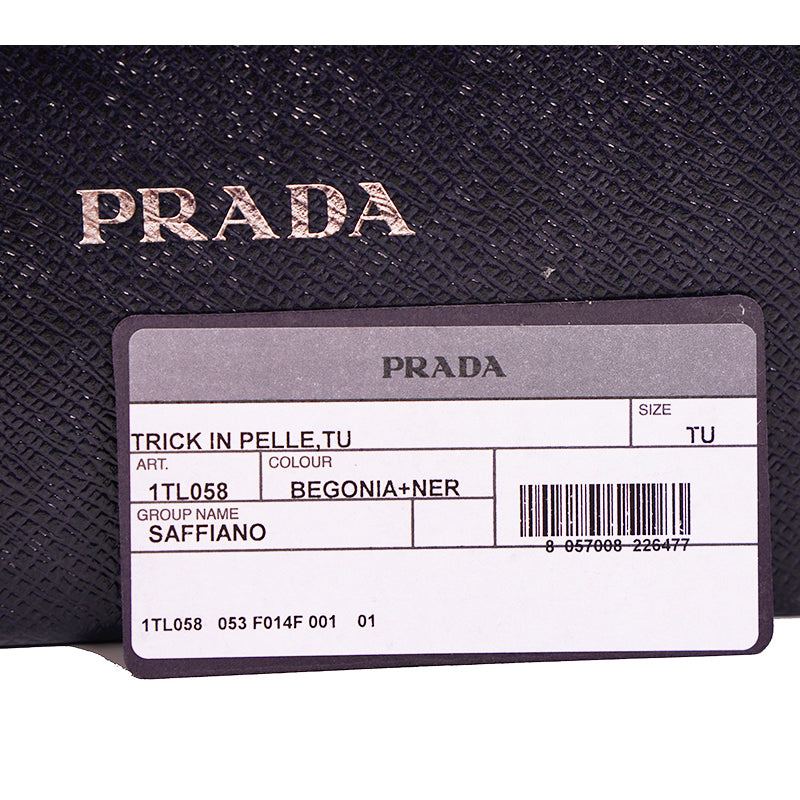 PRADA
PRADA
TRICK IN PELLE,TU
SIZE
TU
ART.
1TL058
COLOUR
BEGONIA+NER
GROUP NAME
SAFFIANO
8 057008 226477
1TL058 053 F014F 001 01